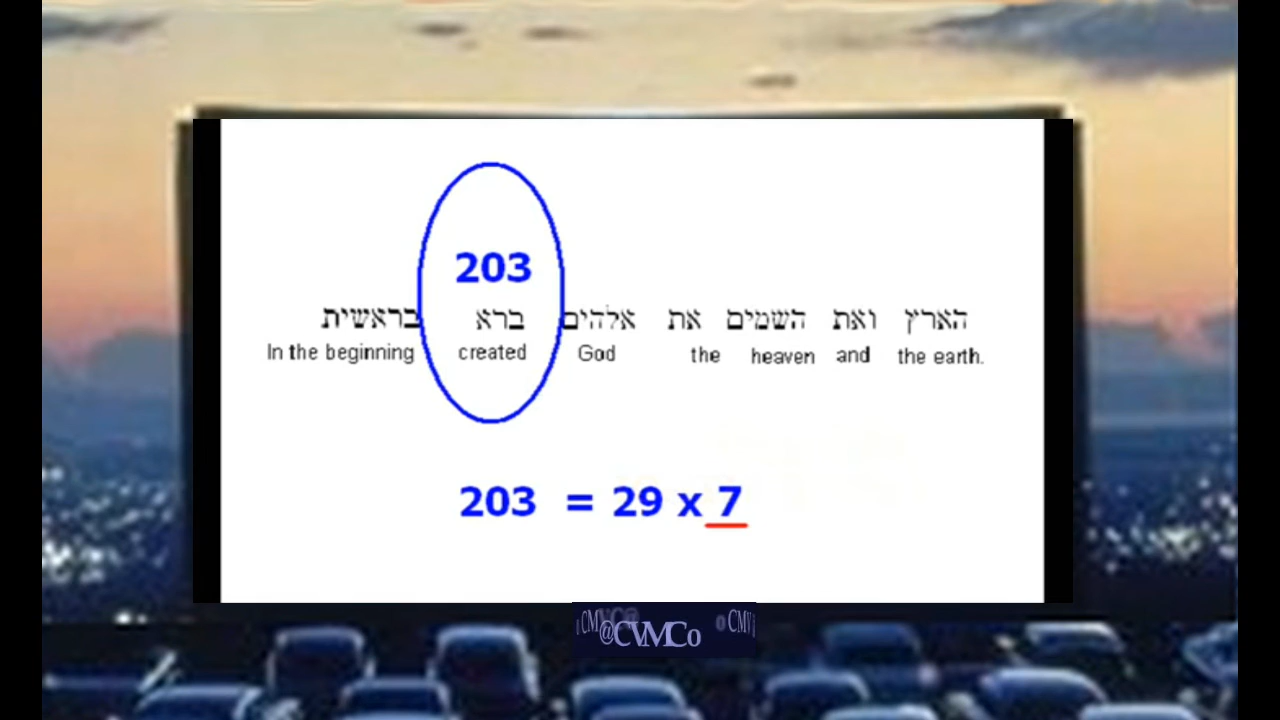 203
בראשית ברא אלהים את השמים ואת הארץ
In the beginning created God the heaven and the earth.
203 = 29 x 7
@CVMCo